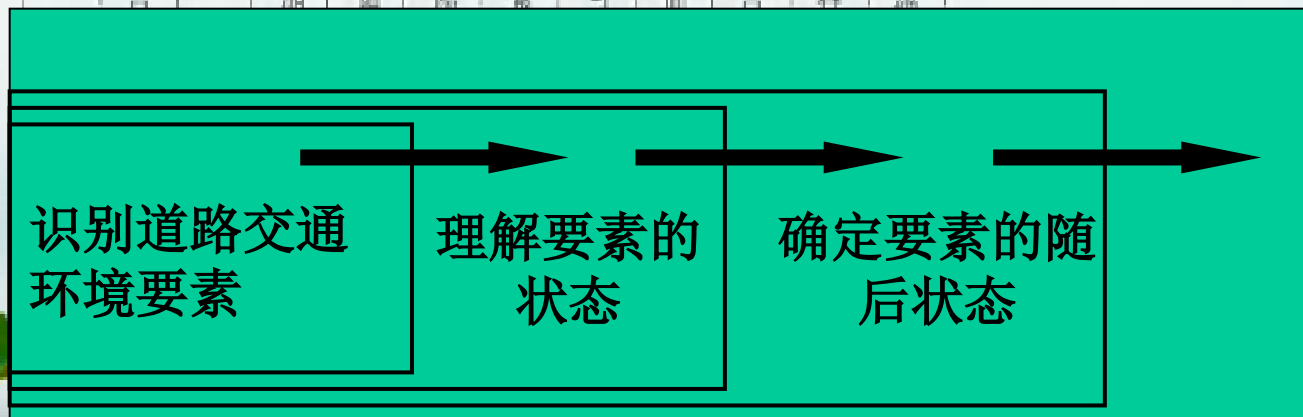 识别道路交通
环境要素
理解要素的
状态
确定要素的随
后状态